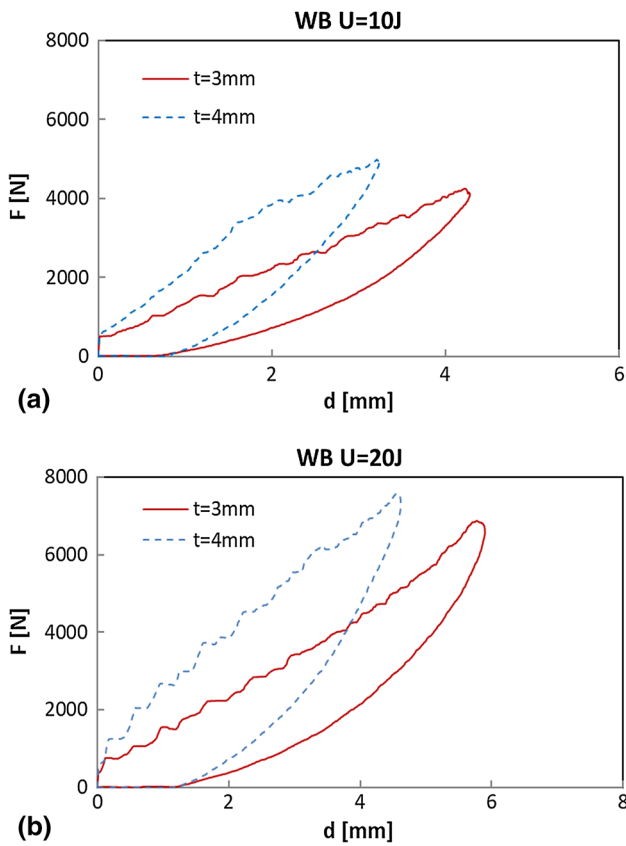 WB U=10J
8000
6000
4000
2000
0
F [N]
t=3mm
t=4mm
0 2 4 6
d [mm]
(a)
WB U=20J
8000
6000
4000
2000
0
F [N]
t=3mm
t=4mm
0 2 4 6 8
d [mm]
(b)